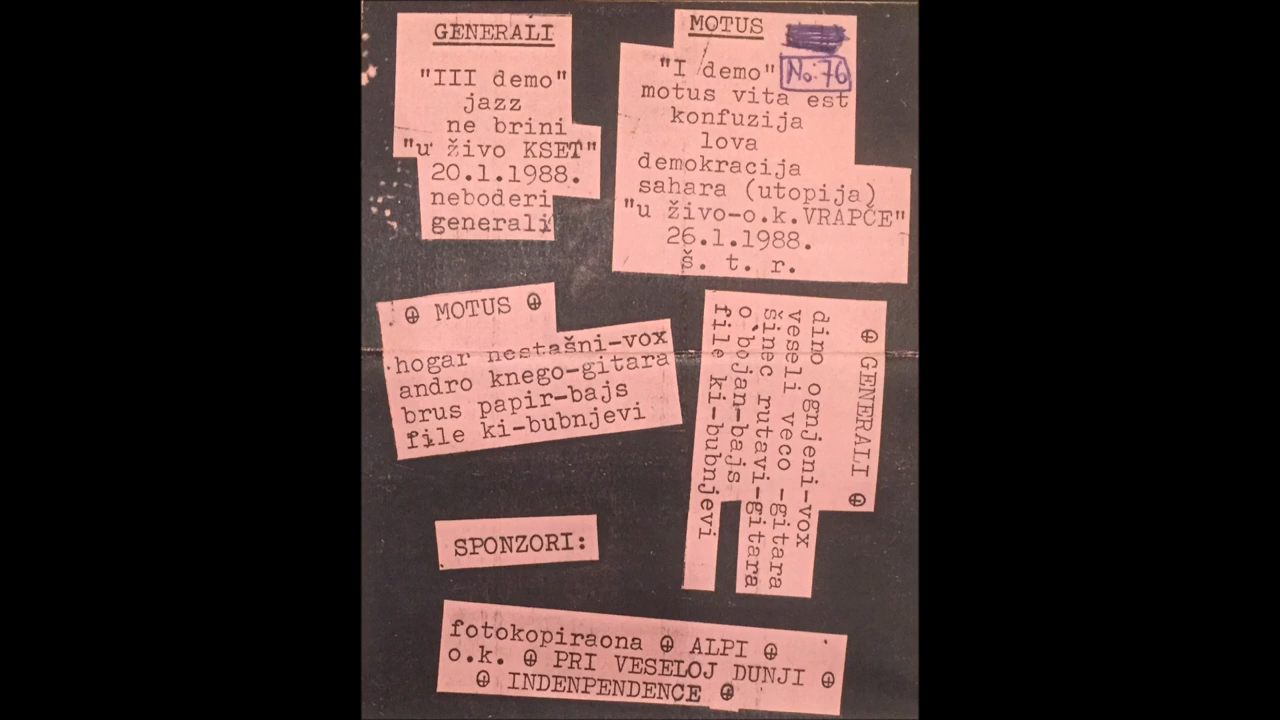 GENERALI
"III demo"
jazz
ne brini
"u živo KSET"
20.1.1988.
neboderi
generali
MOTUS
No: 76
"I demo"
motus vita est
konfuzija
lova
demokracija
sahara (utopija)
"u živo-o.k.VRAPČE"
26.1.1988.
š. t. r.
⊕ MOTUS ⊕
hogar nestašni-vox
andro knego-gitara
brus papir-bajs
file ki-bubnjevi
⊕ GENERALI ⊕
dino ognjeni-vox
veseli veco -gitara
šinec rutavi-gitara
o'bojan-bajs
file ki-bubnjevi
SPONZORI:
fotokopiraona ⊕ ALPI ⊕
o.k. ⊕ PRI VESELOJ DUNJI ⊕
⊕ INDENPENDENCE ⊕